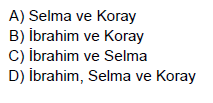 A) Selma ve Koray
B) İbrahim ve Koray
C) İbrahim ve Selma
D) İbrahim, Selma ve Koray